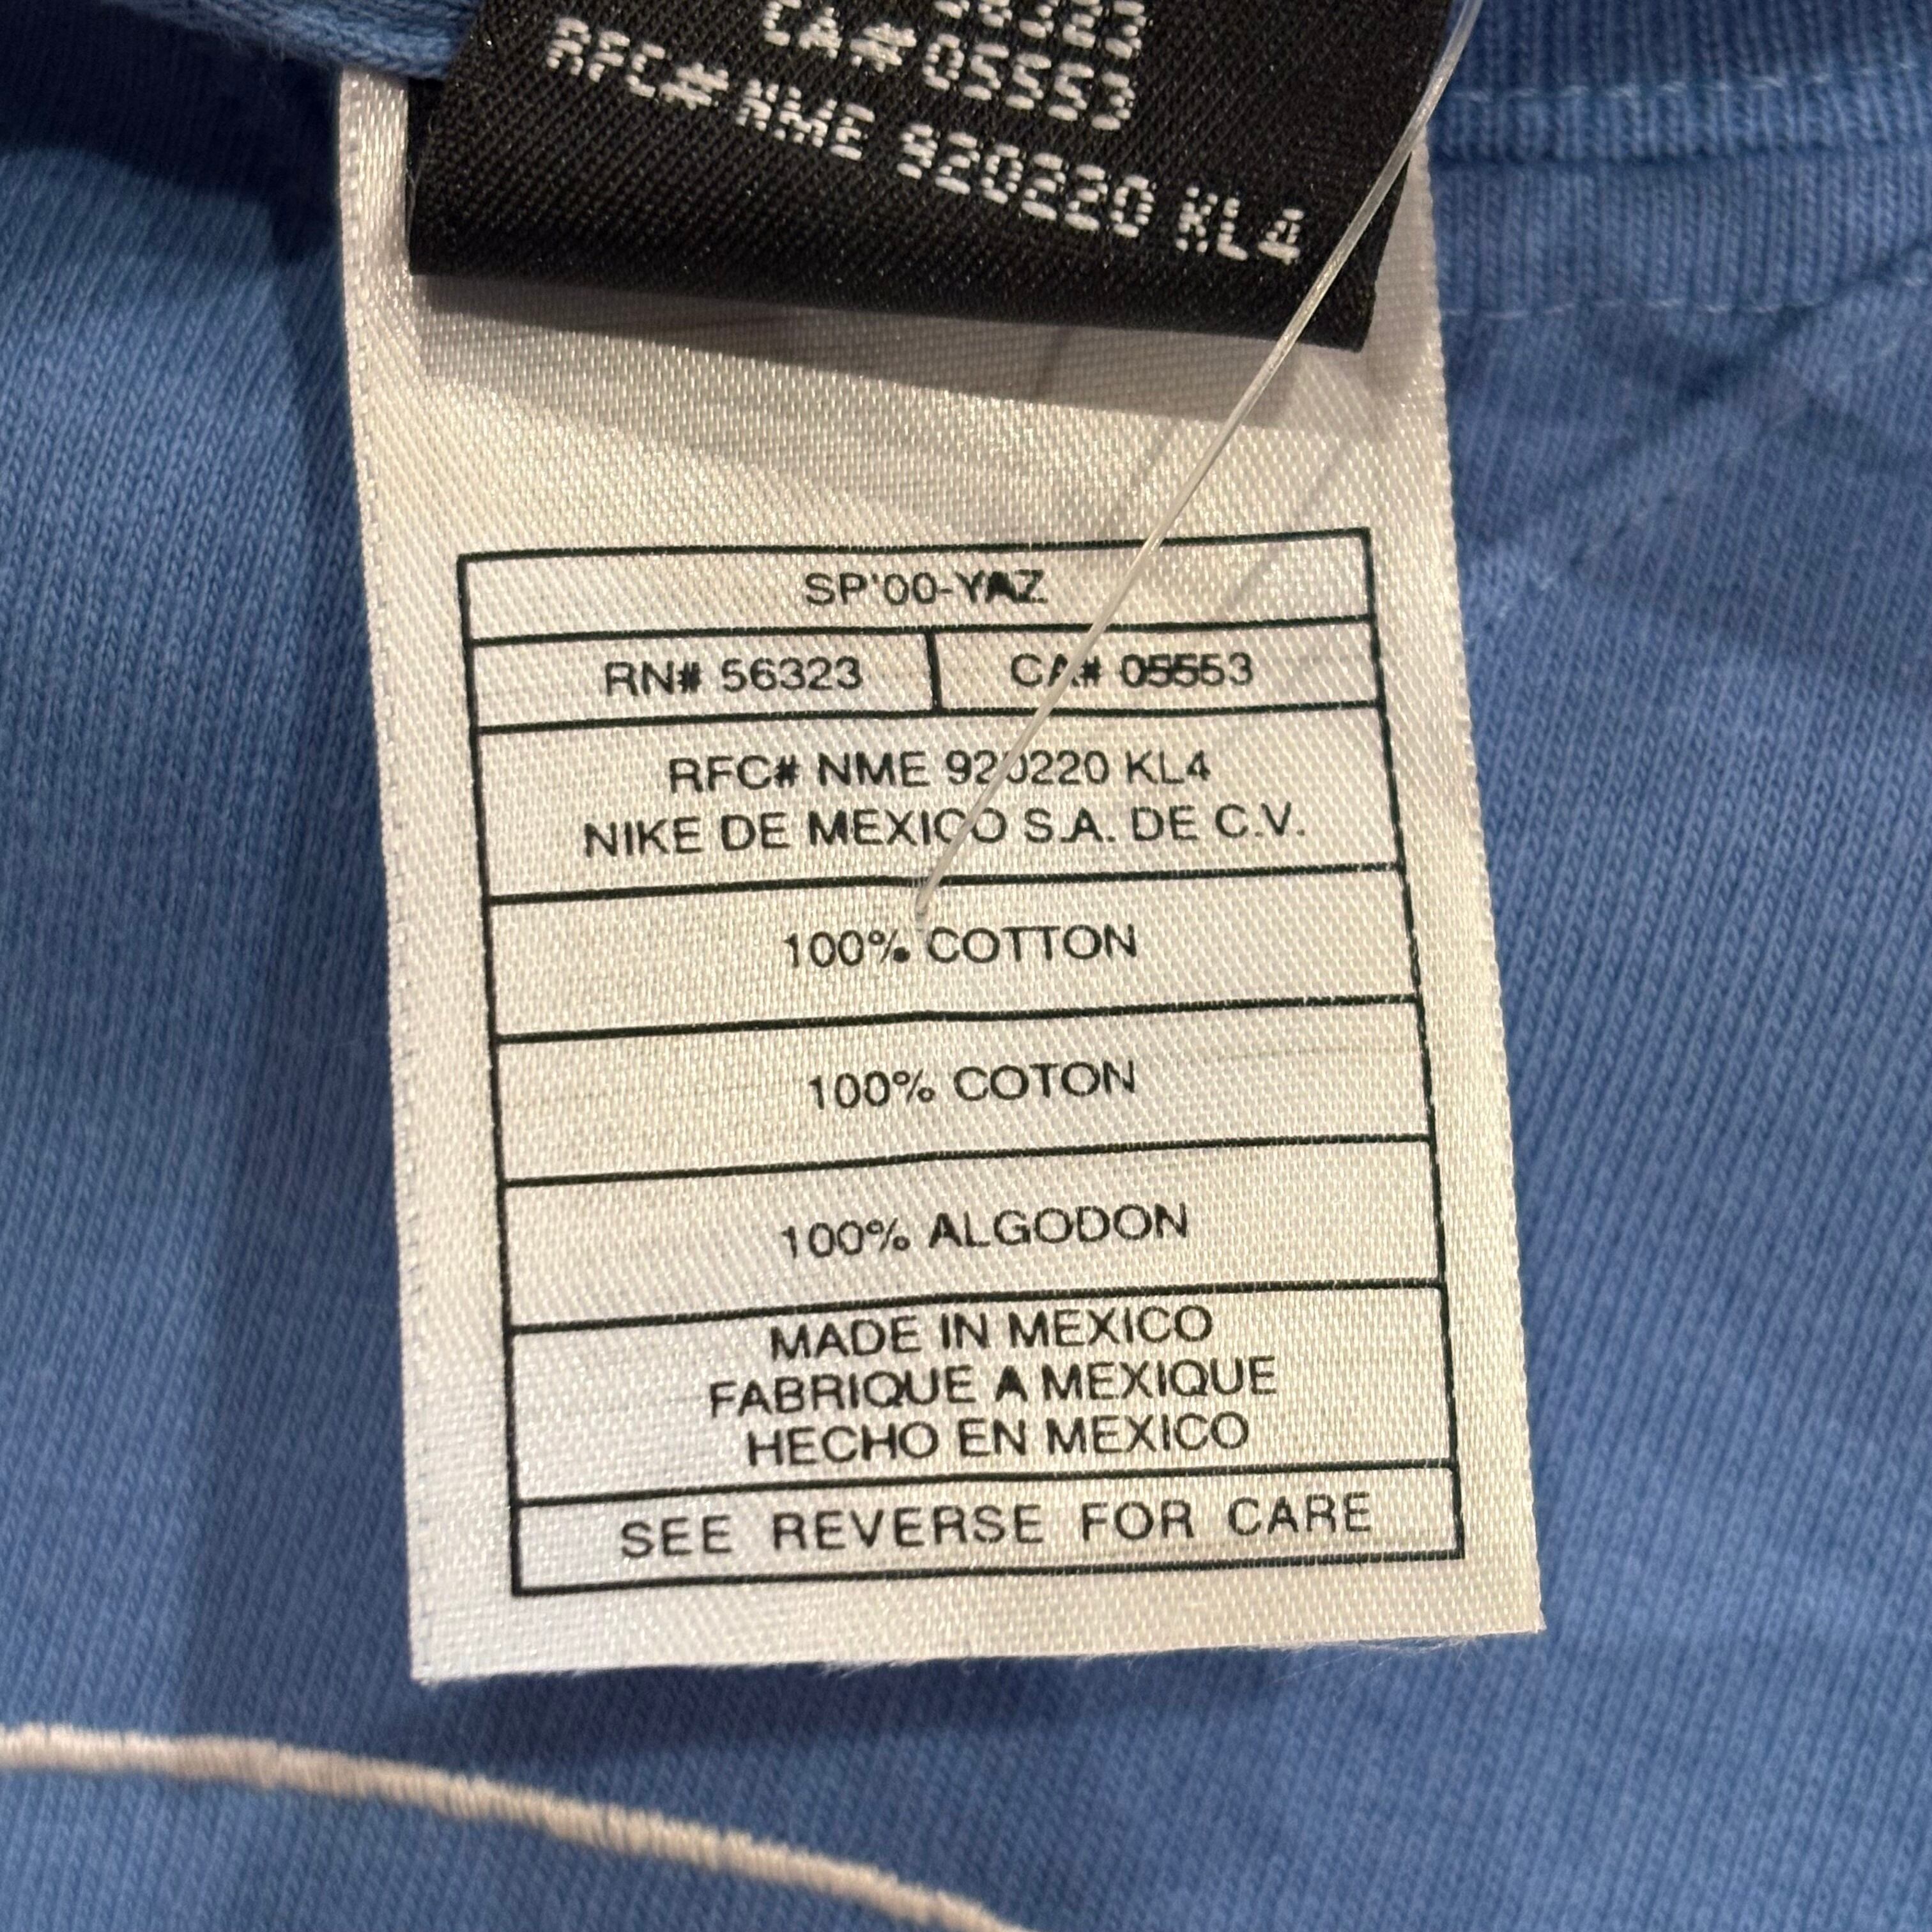 CA# 05553
RFC# NME 920220 KL4
SP'00-YAZ
RN# 56323
CA# 05553
RFC# NME 920220 KL4
NIKE DE MEXICO S.A. DE C.V.
100% COTTON
100% COTON
100% ALGODON
MADE IN MEXICO
FABRIQUE A MEXIQUE
HECHO EN MEXICO
SEE REVERSE FOR CARE